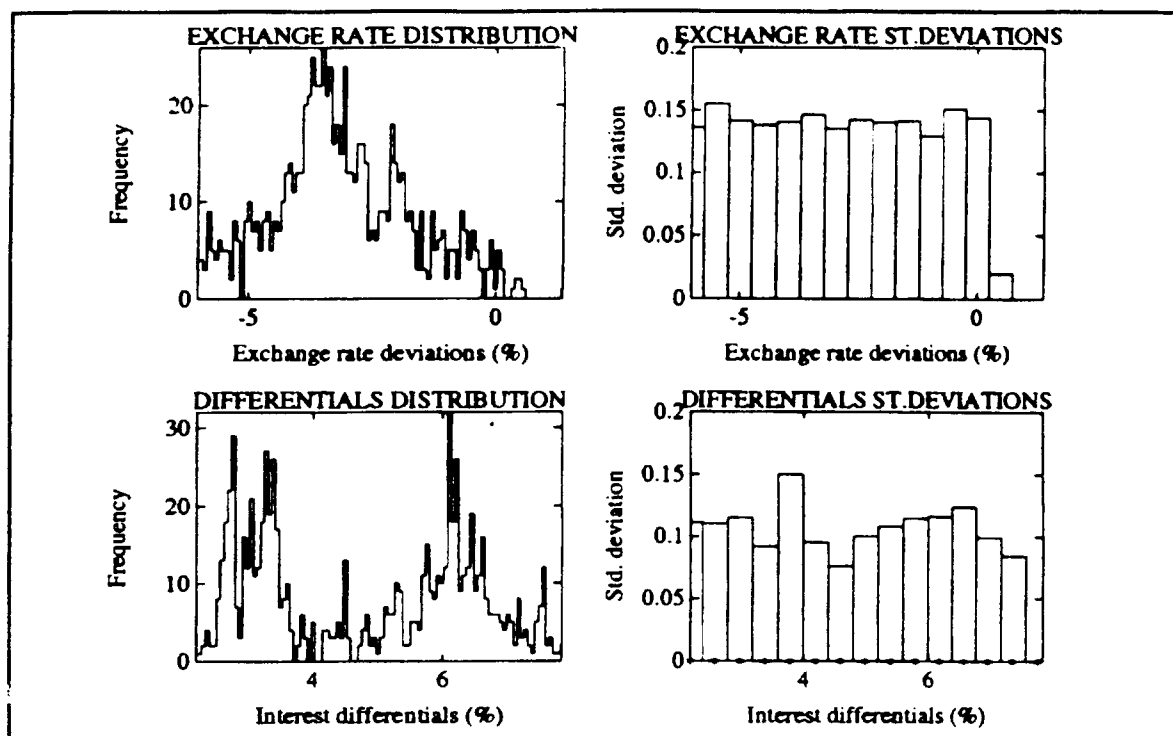 EXCHANGE RATE DISTRIBUTION
Frequency
20
10
0
-5 0
Exchange rate deviations (%)
EXCHANGE RATE ST.DEVIATIONS
Std. deviation
0.2
0.15
0.1
0.05
0
-5 0
Exchange rate deviations (%)
DIFFERENTIALS DISTRIBUTION
Frequency
30
20
10
0
4 6
Interest differentials (%)
DIFFERENTIALS ST.DEVIATIONS
Std. deviation
0.2
0.15
0.1
0.05
0
4 6
Interest differentials (%)